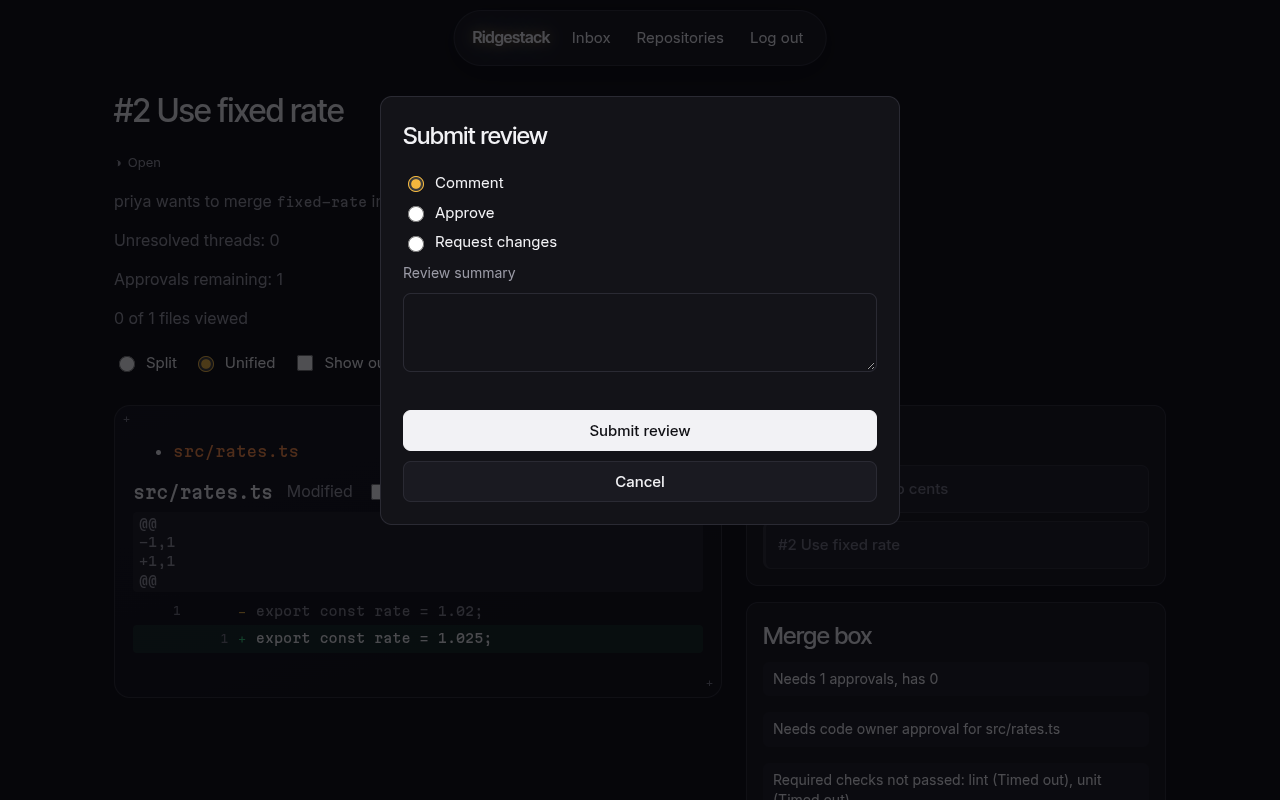 Ridgestack Inbox Repositories Log out
#2 Use fixed rate
Open
priya wants to merge fixed-rate
Unresolved threads: 0
Approvals remaining: 1
0 of 1 files viewed
Split Unified Show
Submit review
Comment
Approve
Request changes
Review summary
Submit review
Cancel
+
src/rates.ts
src/rates.ts Modified
@@
-1,1
+1,1
@@
1 - export const rate = 1.02;
1 + export const rate = 1.025;
+
cents
#2 Use fixed rate
Merge box
Needs 1 approvals, has 0
Needs code owner approval for src/rates.ts
Required checks not passed: lint (Timed out), unit
(Timed out)